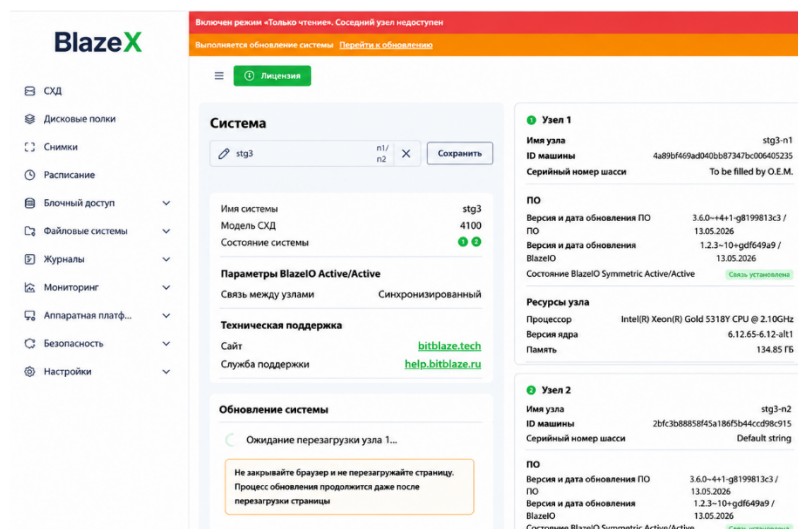 Включен режим «Только чтение». Соседний узел недоступен
Выполняется обновление системы Перейти к обновлению
BlazeX
Лицензия
СХД
Дисковые полки
Снимки
Расписание
Блочный доступ
Файловые системы
Журналы
Мониторинг
Аппаратная платф...
Безопасность
Настройки
Система
stg3
n1/
n2
Сохранить
Имя системы stg3
Модель СХД 4100
Состояние системы 1 2
Параметры BlazeIO Active/Active
Связь между узлами Синхронизированный
Техническая поддержка
Сайт bitblaze.tech
Служба поддержки help.bitblaze.ru
Обновление системы
Ожидание перезагрузки узла 1...
Не закрывайте браузер и не перезагружайте страницу.
Процесс обновления продолжится даже после
перезагрузки страницы
1 Узел 1
Имя узла stg3-n1
ID машины 4a89bf469ad040bb87347bc006405235
Серийный номер шасси To be filled by O.E.M.
ПО
Версия и дата обновления ПО 3.6.0~+4+1-g8199813c3 /
ПО 13.05.2026
Версия и дата обновления 1.2.3~10+gdf649a9 /
BlazeIO 13.05.2026
Состояние BlazeIO Symmetric Active/Active Связь установлена
Ресурсы узла
Процессор Intel(R) Xeon(R) Gold 5318Y CPU @ 2.10GHz
Версия ядра 6.12.65-6.12-alt1
Память 134.85 ГБ
2 Узел 2
Имя узла stg3-n2
ID машины 2bfc3b88858f45a186f5b44ccd98c915
Серийный номер шасси Default string
ПО
Версия и дата обновления ПО 3.6.0~4+1-g8199813c3 /
ПО 13.05.2026
Версия и дата обновления 1.2.3~10+gdf649a9 /
BlazeIO 13.05.2026
Состояние BlazeIO Symmetric Active/Active Связь установлена